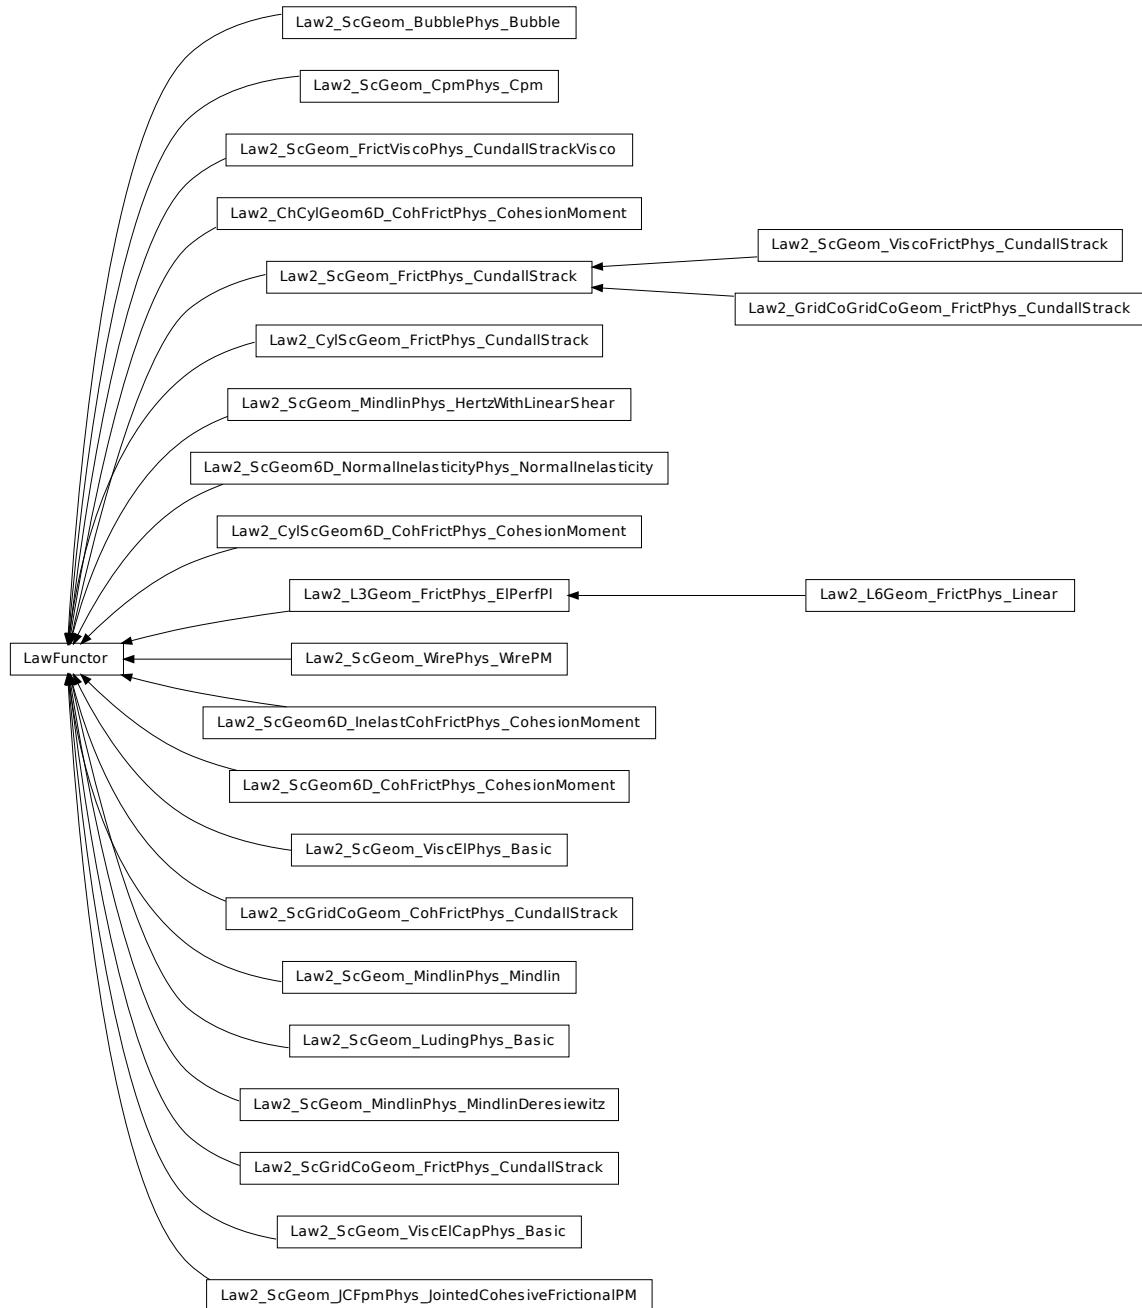 Law2_ScGeom_BubblePhys_Bubble
Law2_ScGeom_CpmPhys_Cpm
Law2_ScGeom_FrictViscoPhys_CundallStrackVisco
Law2_ChCylGeom6D_CohFrictPhys_CohesionMoment
Law2_ScGeom_ViscoFrictPhys_CundallStrack
Law2_ScGeom_FrictPhys_CundallStrack
Law2_GridCoGridCoGeom_FrictPhys_CundallStrack
Law2_CylScGeom_FrictPhys_CundallStrack
Law2_ScGeom_MindlinPhys_HertzWithLinearShear
Law2_ScGeom6D_NormalInelasticityPhys_NormalInelasticity
Law2_CylScGeom6D_CohFrictPhys_CohesionMoment
Law2_L3Geom_FrictPhys_ElPerfPl
Law2_L6Geom_FrictPhys_Linear
LawFunctor
Law2_ScGeom_WirePhys_WirePM
Law2_ScGeom6D_InelastCohFrictPhys_CohesionMoment
Law2_ScGeom6D_CohFrictPhys_CohesionMoment
Law2_ScGeom_ViscElPhys_Basic
Law2_ScGridCoGeom_CohFrictPhys_CundallStrack
Law2_ScGeom_MindlinPhys_Mindlin
Law2_ScGeom_LudingPhys_Basic
Law2_ScGeom_MindlinPhys_MindlinDeresiewitz
Law2_ScGridCoGeom_FrictPhys_CundallStrack
Law2_ScGeom_ViscElCapPhys_Basic
Law2_ScGeom_JCFpmPhys_JointedCohesiveFrictionalPM